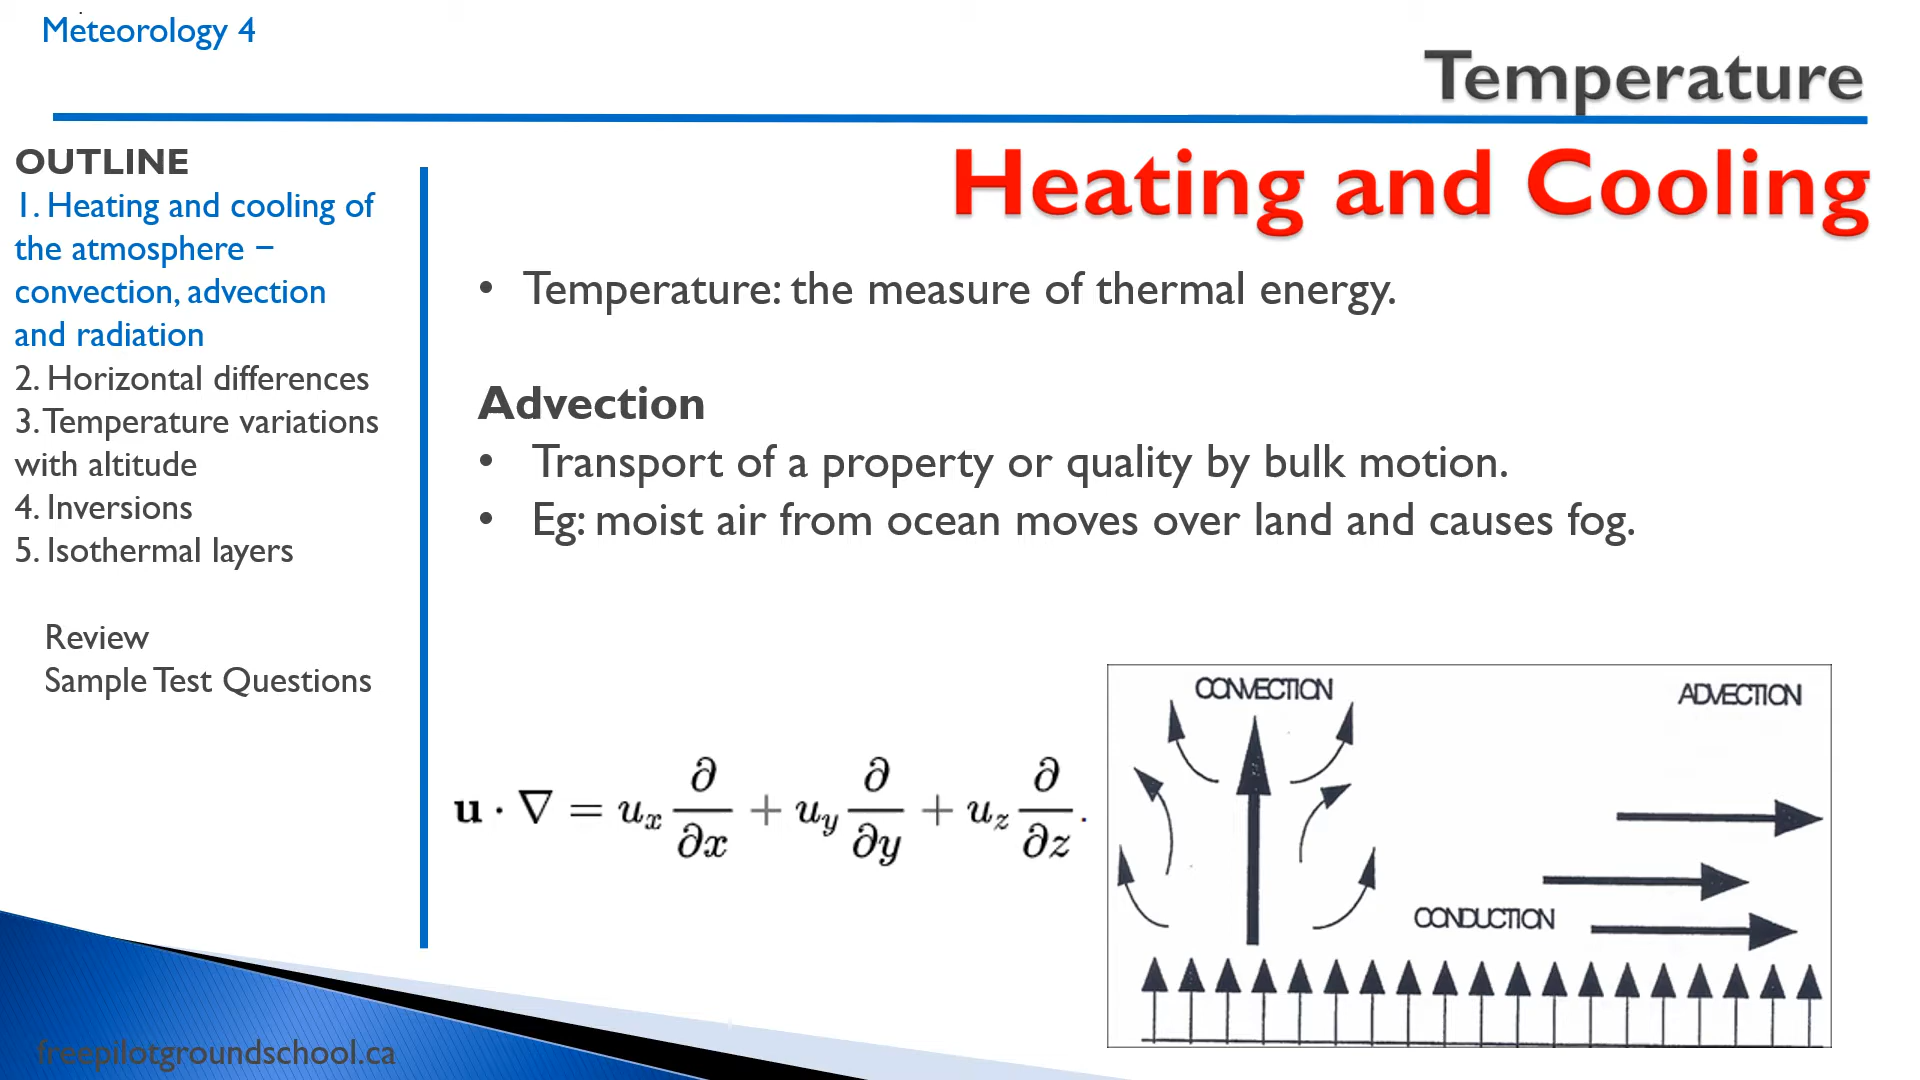 Meteorology 4
Temperature
Heating and Cooling
OUTLINE
1. Heating and cooling of
the atmosphere –
convection, advection
and radiation
2. Horizontal differences
3. Temperature variations
with altitude
4. Inversions
5. Isothermal layers
Review
Sample Test Questions
• Temperature: the measure of thermal energy.
Advection
• Transport of a property or quality by bulk motion.
• Eg: moist air from ocean moves over land and causes fog.
𝐮 · ∇ = u_x ∂/∂x + u_y ∂/∂y + u_z ∂/∂z.
CONVECTION
ADVECTION
CONDUCTION
freepilotgroundschool.ca